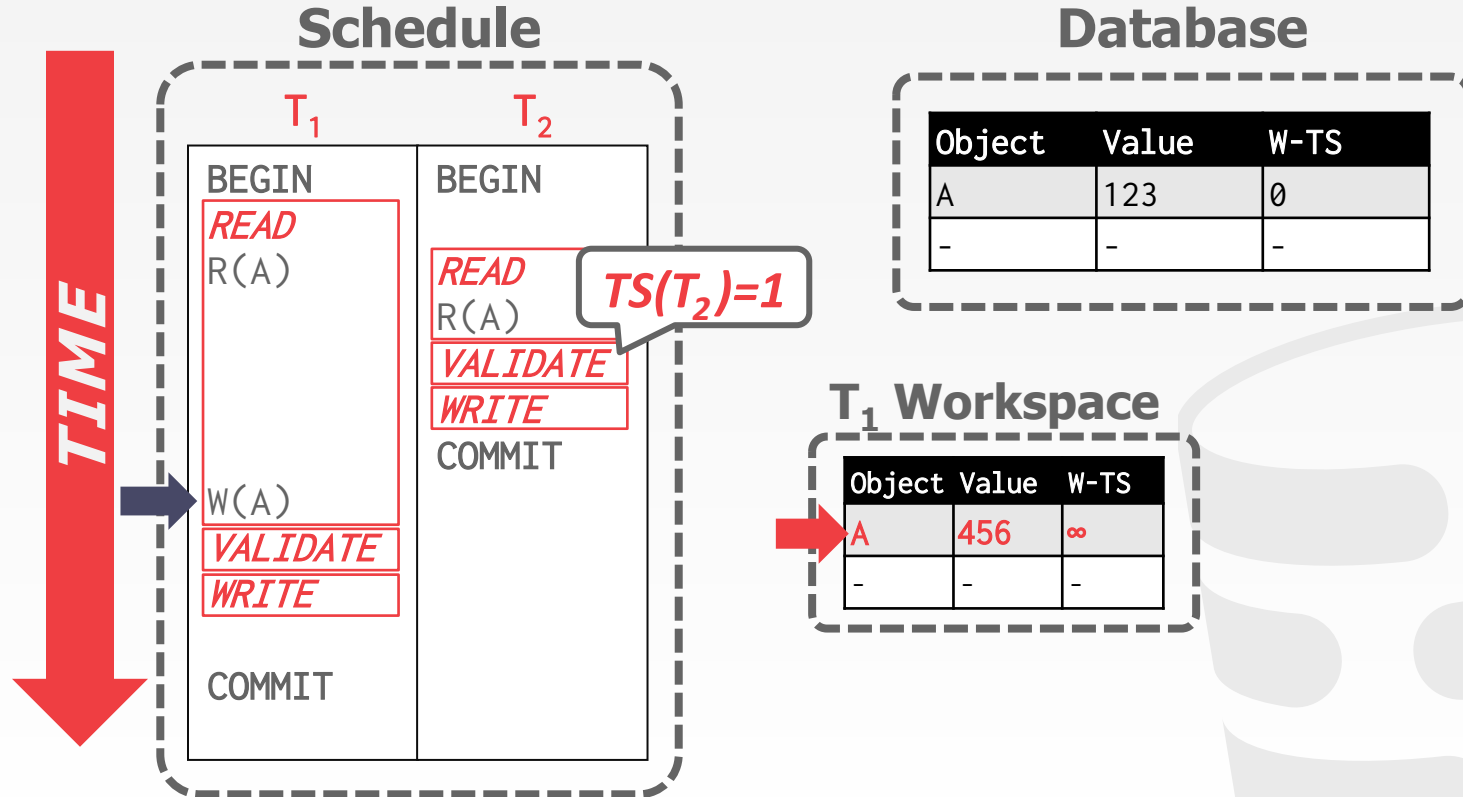 Schedule
TIME
T₁ T₂
BEGIN BEGIN
READ
R(A) READ
R(A)
TS(T₂)=1
VALIDATE
WRITE
COMMIT
W(A)
VALIDATE
WRITE
COMMIT
Database
Object Value W-TS
A 123 0
- - -
T₁ Workspace
Object Value W-TS
A 456 ∞
- - -